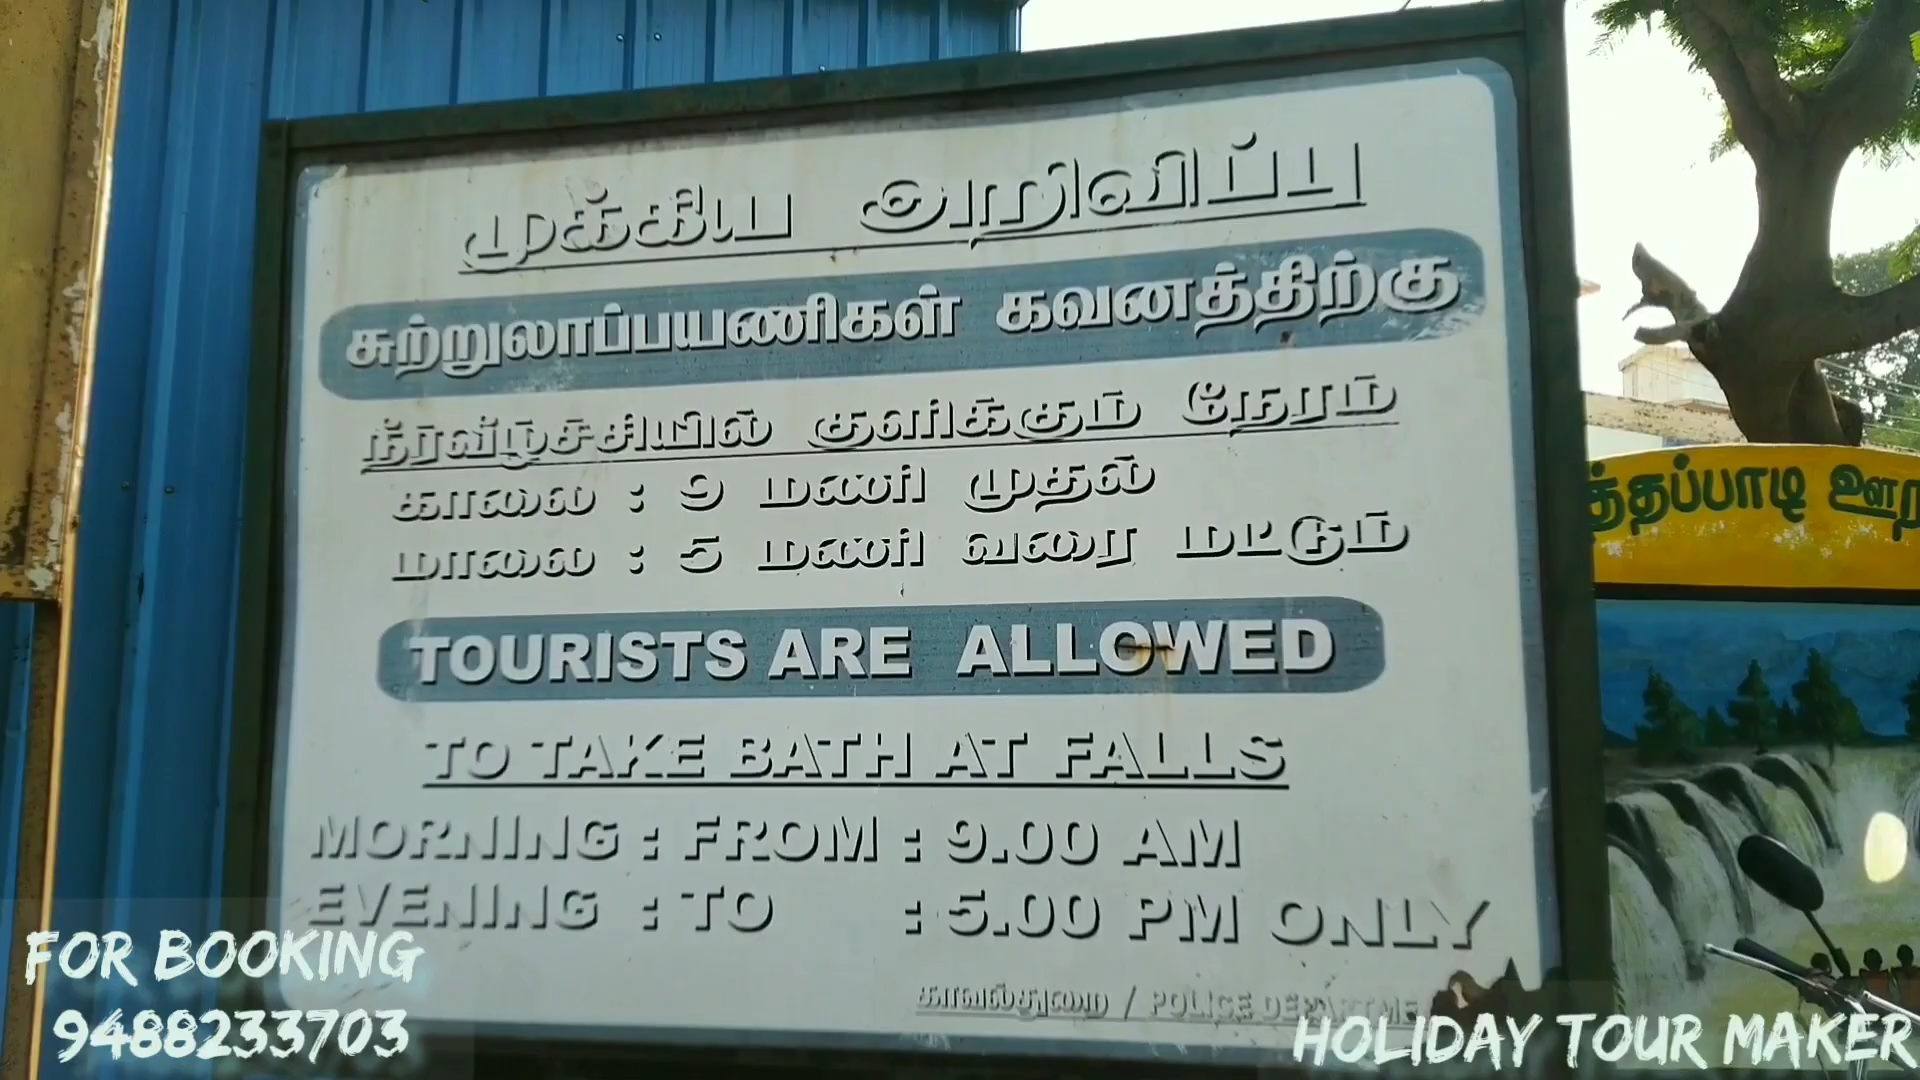 முக்கிய அறிவிப்பு
சுற்றுலாப்பயணிகள் கவனத்திற்கு
நீர்வீழ்ச்சியில் குளிக்கும் நேரம்
காலை : 9 மணி முதல்
மாலை : 5 மணி வரை மட்டும்
TOURISTS ARE ALLOWED
TO TAKE BATH AT FALLS
MORNING : FROM : 9.00 AM
EVENING : TO : 5.00 PM ONLY
காவல்துறை / POLICE
FOR BOOKING
9488233703
HOLIDAY TOUR MAKER